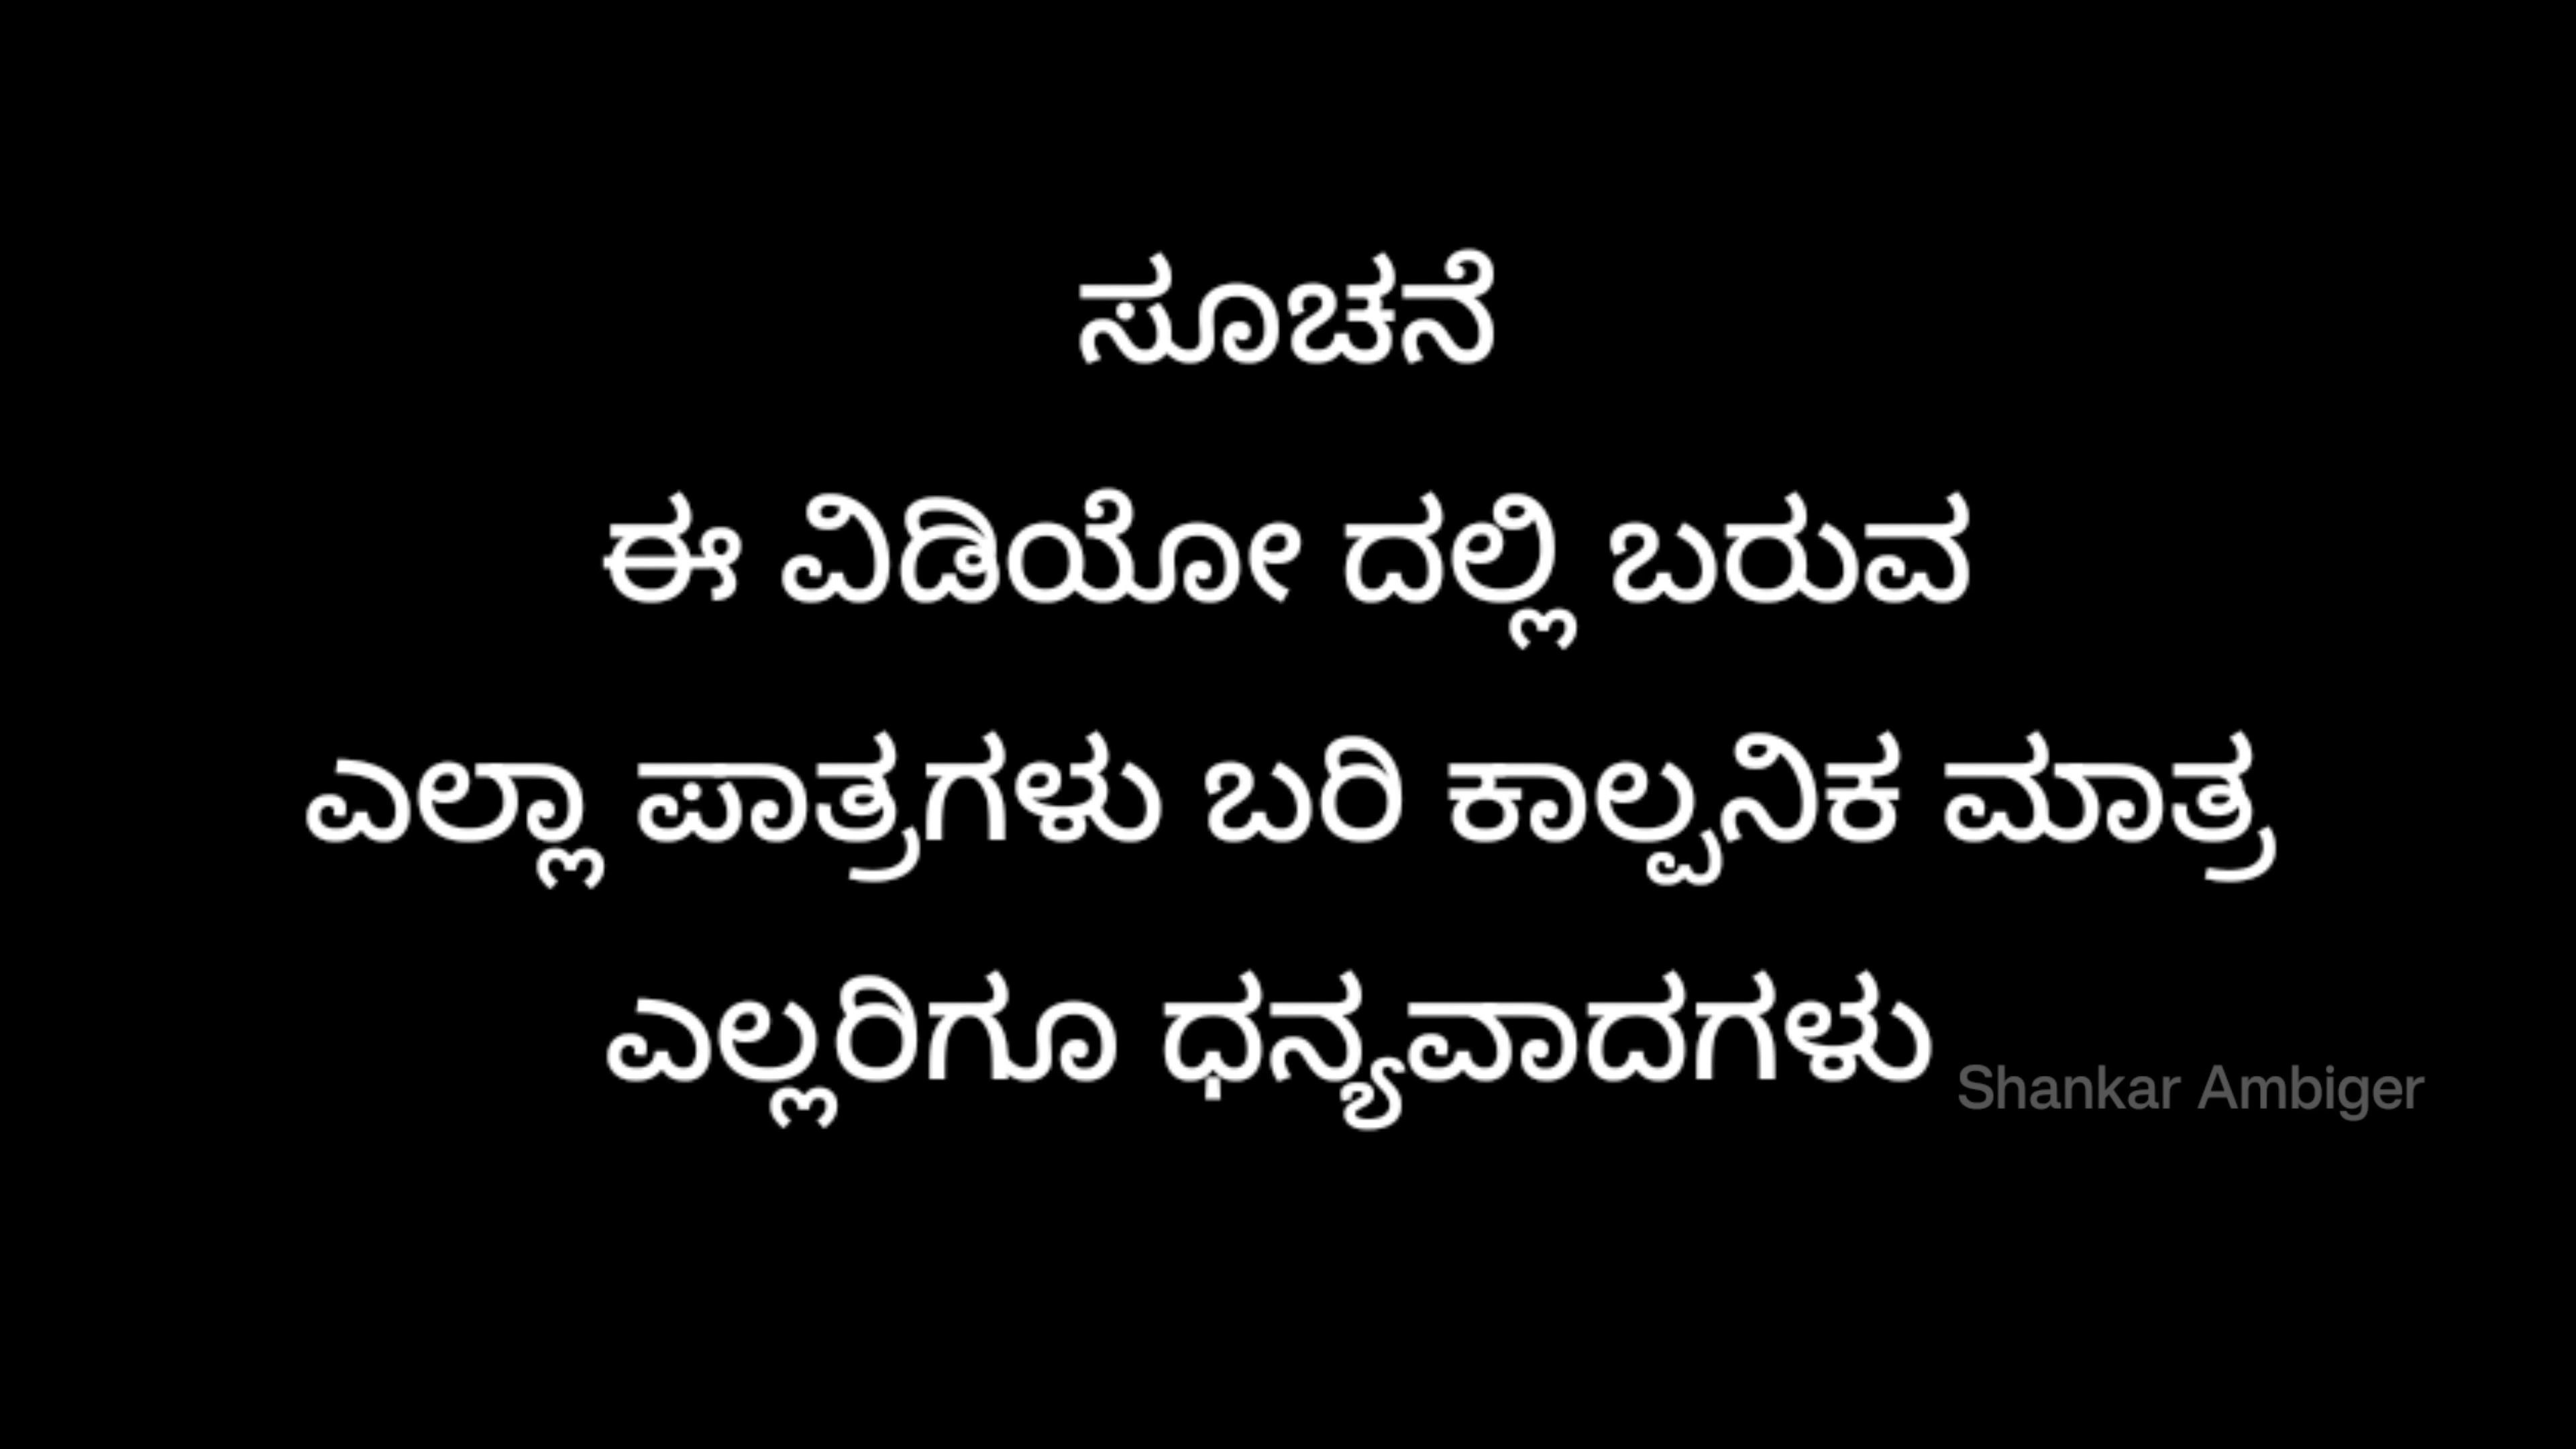 ಸೂಚನೆ
ಈ ವಿಡಿಯೋ ದಲ್ಲಿ ಬರುವ
ಎಲ್ಲಾ ಪಾತ್ರಗಳು ಬರಿ ಕಾಲ್ಪನಿಕ ಮಾತ್ರ
ಎಲ್ಲರಿಗೂ ಧನ್ಯವಾದಗಳು
Shankar Ambiger